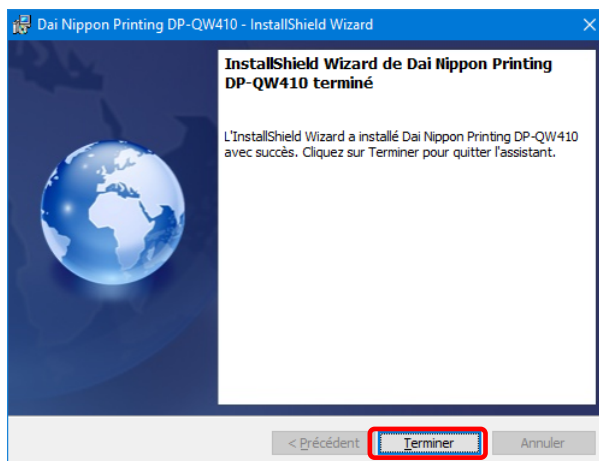 Dai Nippon Printing DP-QW410 - InstallShield Wizard
InstallShield Wizard de Dai Nippon Printing
DP-QW410 terminé
L'InstallShield Wizard a installé Dai Nippon Printing DP-QW410
avec succès. Cliquez sur Terminer pour quitter l'assistant.
< Précédent Terminer Annuler